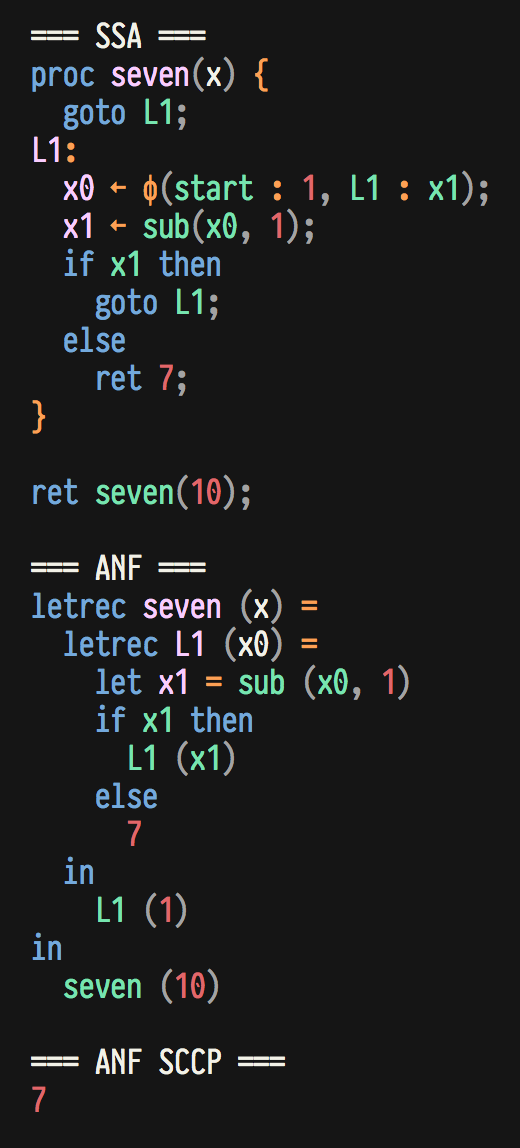 === SSA ===
proc seven(x) {
  goto L1;
L1:
  x0 ← ϕ(start : 1, L1 : x1);
  x1 ← sub(x0, 1);
  if x1 then
    goto L1;
  else
    ret 7;
}

ret seven(10);

=== ANF ===
letrec seven (x) =
  letrec L1 (x0) =
    let x1 = sub (x0, 1)
    if x1 then
      L1 (x1)
    else
      7
  in
    L1 (1)
in
  seven (10)

=== ANF SCCP ===
7